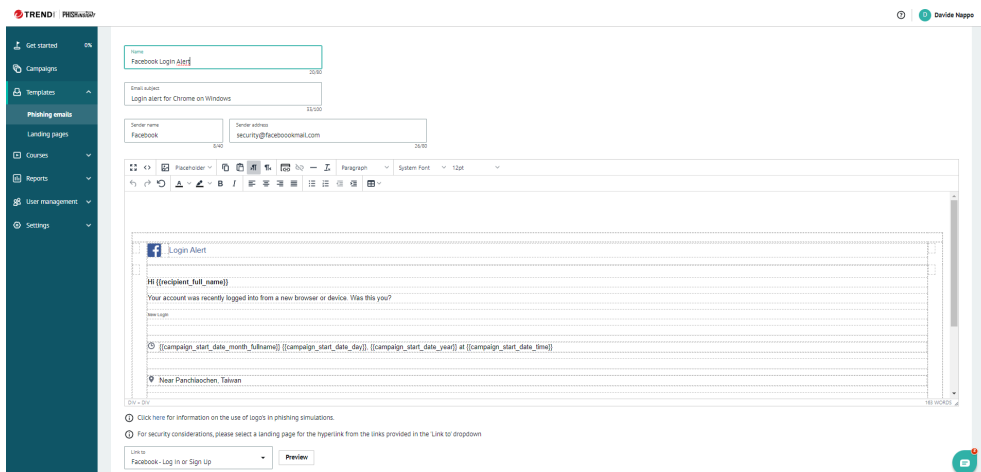 TREND | PHISHINSIGHT
Davide Nappo
Get started 0%
Campaigns
Templates
Phishing emails
Landing pages
Courses
Reports
User management
Settings
Name
Facebook Login Alert
20/80
Email subject
Login alert for Chrome on Windows
33/100
Sender name
Facebook
8/40
Sender address
security@faceboookmail.com
26/80
Placeholder
Paragraph
System Font
12pt
Login Alert
Hi {{recipient_full_name}}
Your account was recently logged into from a new browser or device. Was this you?
New Login
{{campaign_start_date_month_fullname}} {{campaign_start_date_day}}, {{campaign_start_date_year}} at {{campaign_start_date_time}}
Near Panchiaochen, Taiwan
DIV » DIV
193 WORDS
Click here for information on the use of logo's in phishing simulations.
For security considerations, please select a landing page for the hyperlink from the links provided in the 'Link to' dropdown
Link to
Facebook - Log In or Sign Up
Preview